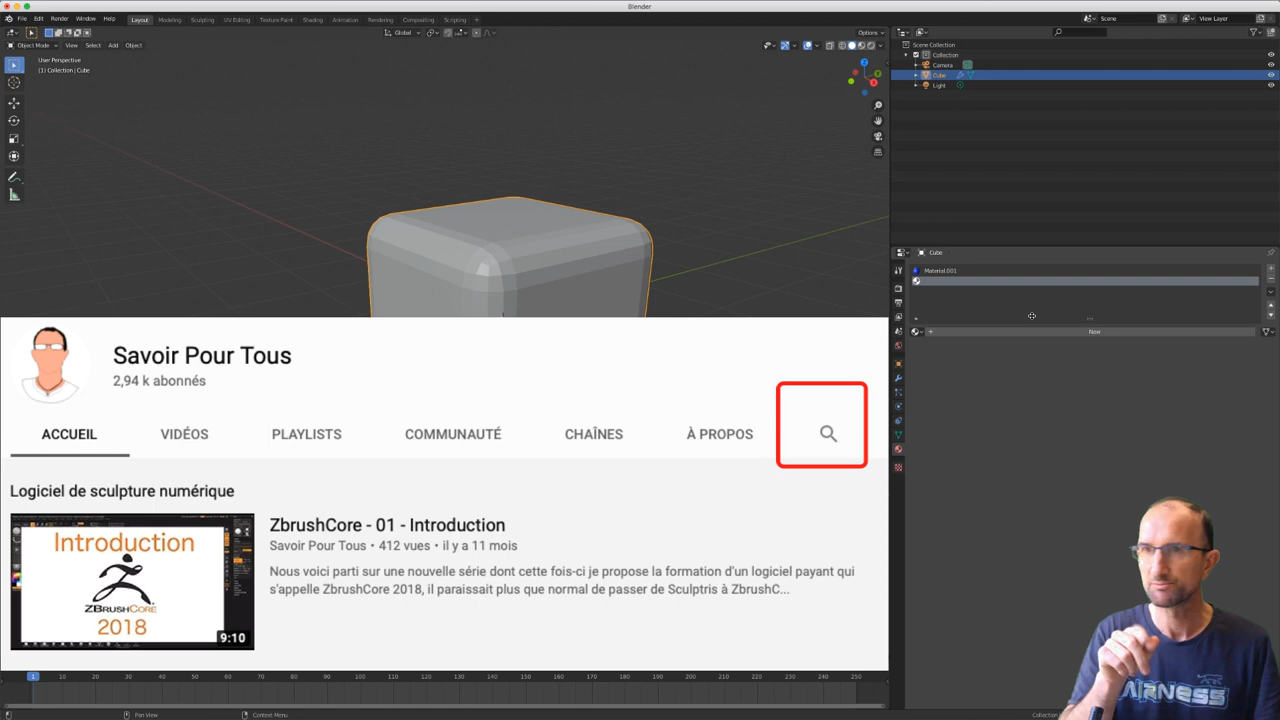 Blender
File Edit Render Window Help Layout Modeling Sculpting UV Editing Texture Paint Shading Animation Rendering Compositing Scripting + Scene View Layer
Global Options
Object Mode View Select Add Object
User Perspective
(1) Collection | Cube
Scene Collection
Collection
Camera
Cube
Light
Cube
Material.001
New
Savoir Pour Tous
2,94 k abonnés
ACCUEIL VIDÉOS PLAYLISTS COMMUNAUTÉ CHAÎNES À PROPOS
Logiciel de sculpture numérique
Introduction
ZBRUSHCORE
2018
9:10
ZbrushCore - 01 - Introduction
Savoir Pour Tous • 412 vues • il y a 11 mois
Nous voici parti sur une nouvelle série dont cette fois-ci je propose la formation d'un logiciel payant qui
s'appelle ZbrushCore 2018, il paraissait plus que normal de passer de Sculptris à ZbrushC...
AIRNESS
1 10 20 30 40 50 60 70 80 90 100 110 120 130 140 150 160 170 180 190 200 210 220 230 240 250
Pan View Context Menu